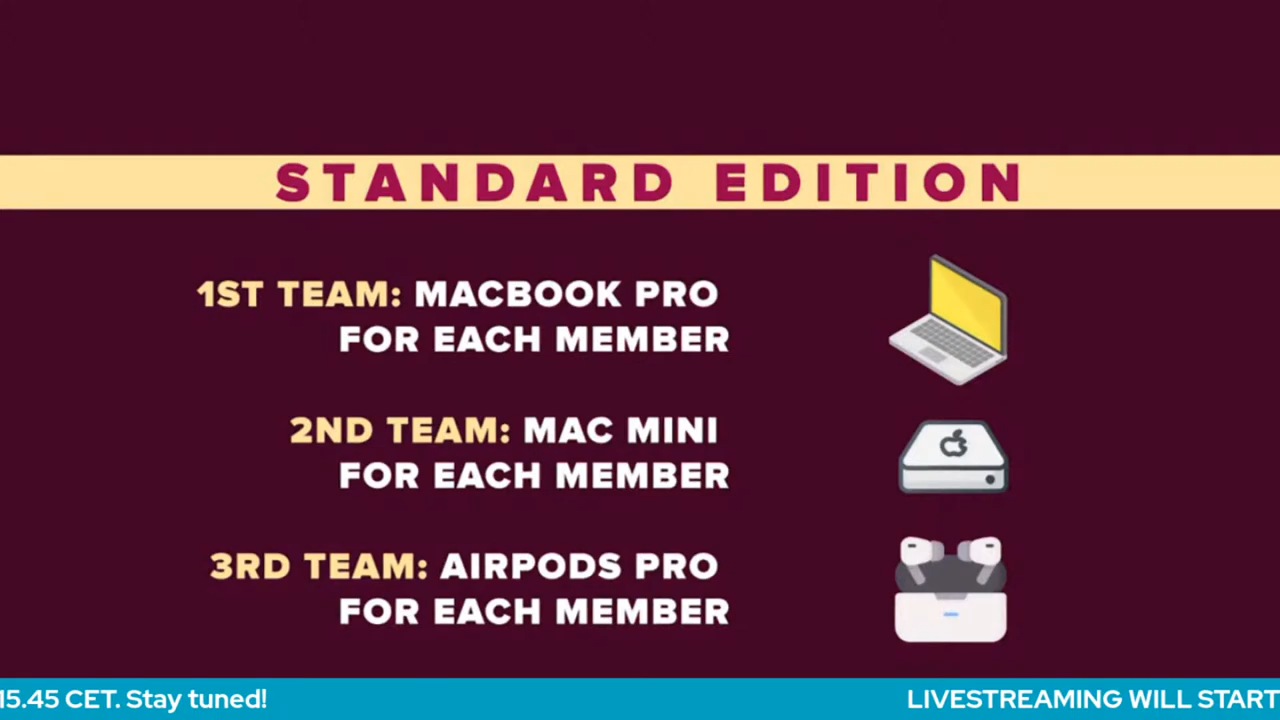 STANDARD EDITION
1ST TEAM: MACBOOK PRO
FOR EACH MEMBER
2ND TEAM: MAC MINI
FOR EACH MEMBER
3RD TEAM: AIRPODS PRO
FOR EACH MEMBER
15.45 CET. Stay tuned! LIVESTREAMING WILL START